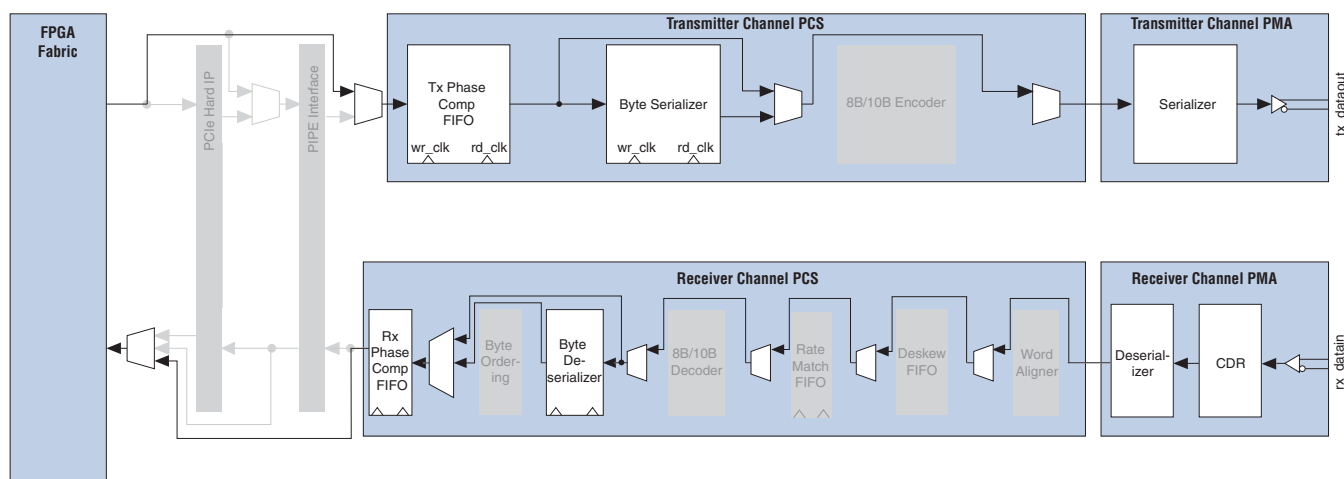 FPGA
Fabric
PCIe Hard IP
PIPE Interface
Transmitter Channel PCS
Tx Phase
Comp
FIFO
wr_clk
rd_clk
Byte Serializer
wr_clk
rd_clk
8B/10B Encoder
Transmitter Channel PMA
Serializer
tx_dataout
Receiver Channel PCS
Rx
Phase
Comp
FIFO
Byte
Order-
ing
Byte
De-
serializer
8B/10B
Decoder
Rate
Match
FIFO
Deskew
FIFO
Word
Aligner
Receiver Channel PMA
Deserial-
izer
CDR
rx_datain